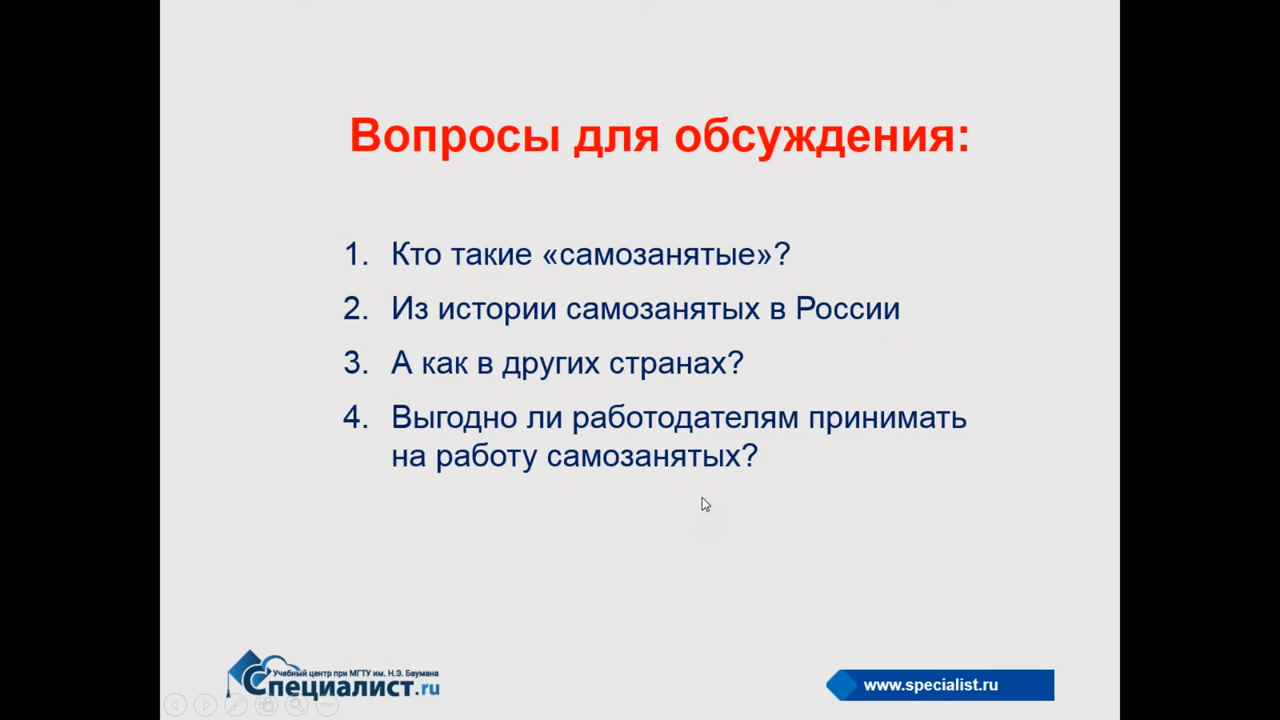 Вопросы для обсуждения:
1. Кто такие «самозанятые»?
2. Из истории самозанятых в России
3. А как в других странах?
4. Выгодно ли работодателям принимать
на работу самозанятых?
Учебный центр при МГТУ им. Н.Э. Баумана
Специалист.ru
www.specialist.ru